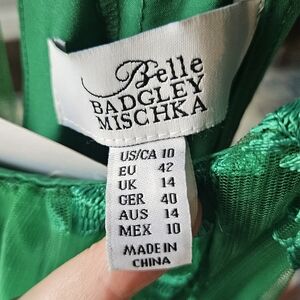 Belle
BADGLEY
MISCHKA
US/CA 10
EU 42
UK 14
GER 40
AUS 14
MEX 10
MADE IN
CHINA